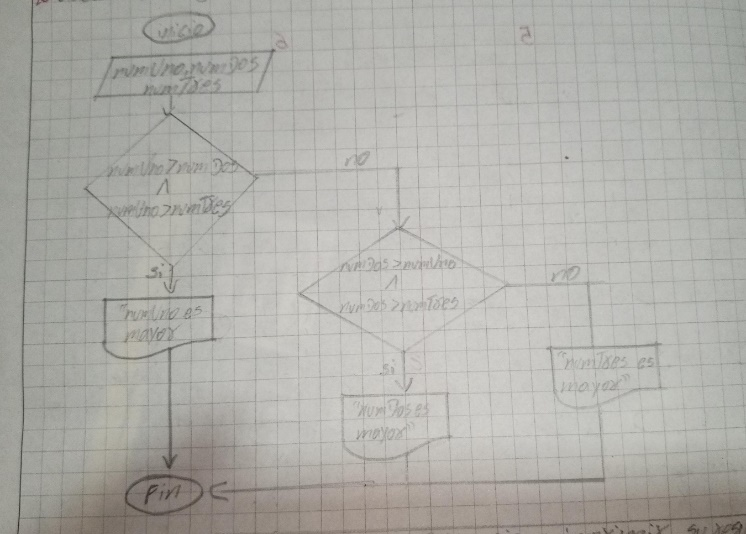 inicio
numUno,numDos
numTres
numUno>numDos
∧
numUno>numTres
no
si
"numUno es
mayor
numDos>numUno
∧
numDos>numTres
no
si
"numDos es
mayor"
"numTres es
mayor"
Fin